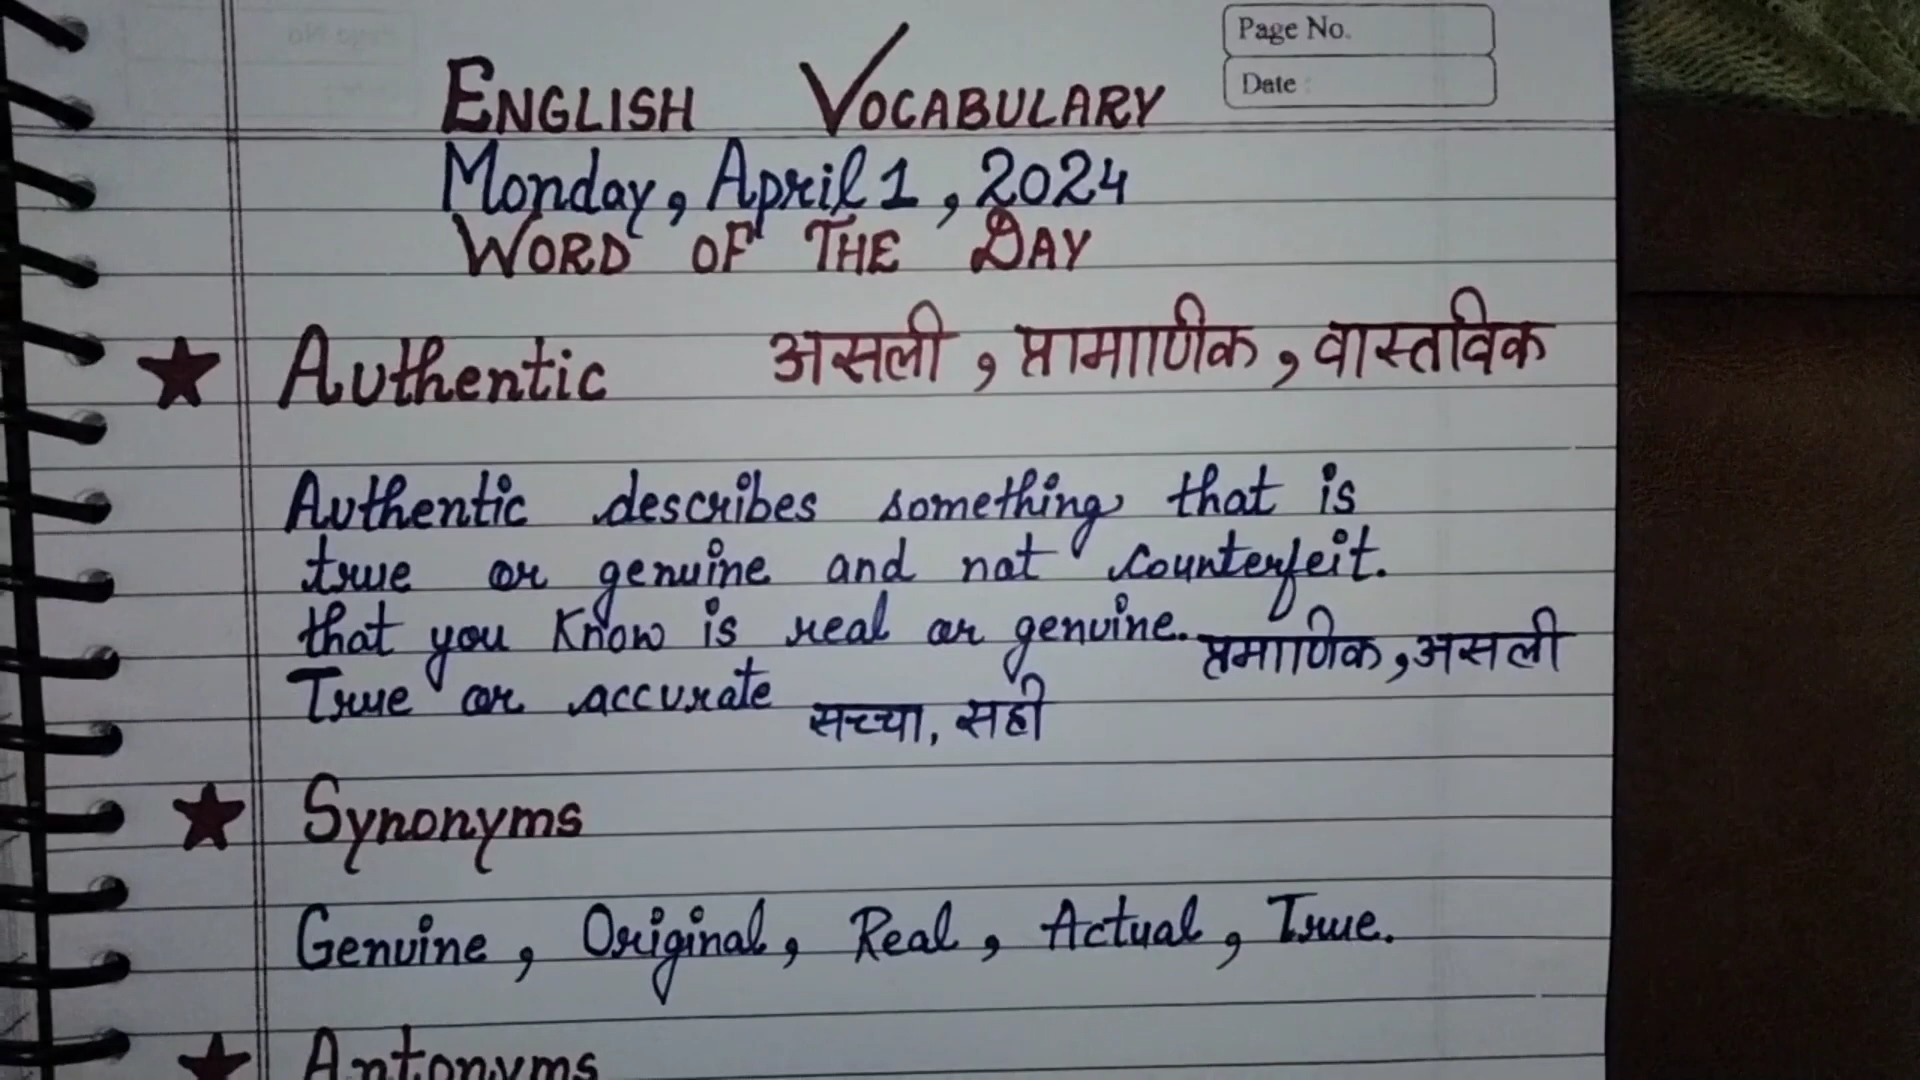 Page No.
Date :
ENGLISH VOCABULARY
Monday, April 1, 2024
WORD OF THE DAY
Authentic असली, प्रामाणिक, वास्तविक
Authentic describes something that is
true or genuine and not counterfeit.
that you Know is real or genuine. प्रमाणिक, असली
True or accurate सच्चा, सही
Synonyms
Genuine, Original, Real, Actual, True.
Antonyms